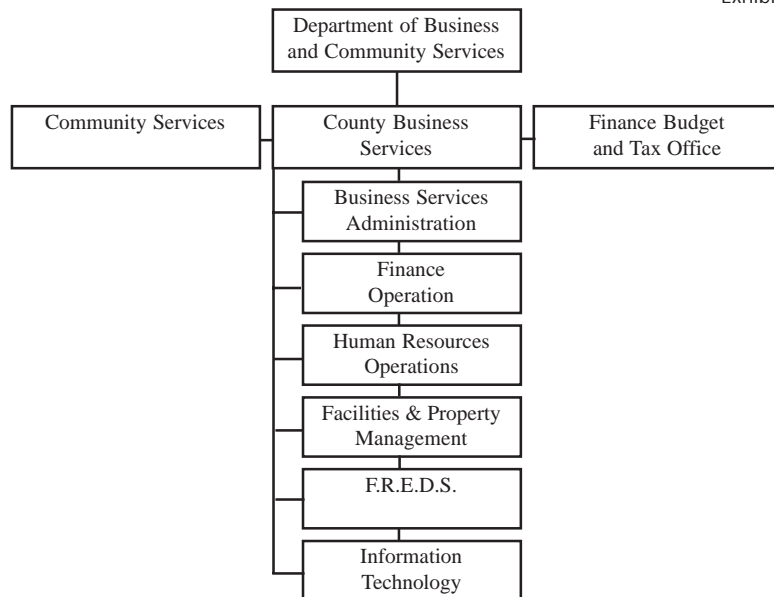 Department of Business
and Community Services
Community Services
County Business
Services
Finance Budget
and Tax Office
Business Services
Administration
Finance
Operation
Human Resources
Operations
Facilities & Property
Management
F.R.E.D.S.
Information
Technology